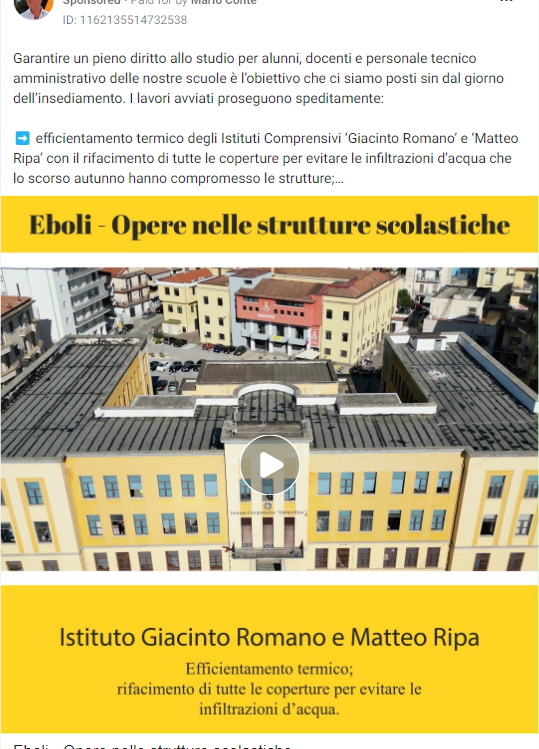 Sponsored • Paid for by Mario Conte
ID: 1162135514732538
Garantire un pieno diritto allo studio per alunni, docenti e personale tecnico
amministrativo delle nostre scuole è l'obiettivo che ci siamo posti sin dal giorno
dell'insediamento. I lavori avviati proseguono speditamente:
➡️ efficientamento termico degli Istituti Comprensivi 'Giacinto Romano' e 'Matteo
Ripa' con il rifacimento di tutte le coperture per evitare le infiltrazioni d'acqua che
lo scorso autunno hanno compromesso le strutture;...
Eboli - Opere nelle strutture scolastiche
Istituto Comprensivo "Matteo Ripa"
Istituto Giacinto Romano e Matteo Ripa
Efficientamento termico;
rifacimento di tutte le coperture per evitare le
infiltrazioni d'acqua.
Eboli - Opere nelle strutture scolastiche